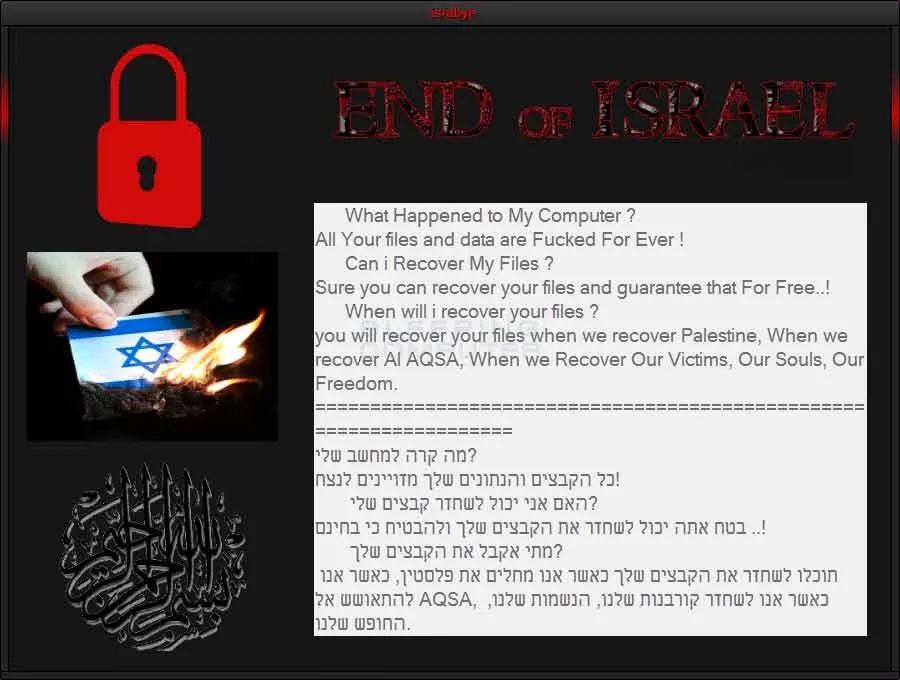 israbye
END OF ISRAEL
What Happened to My Computer ?
All Your files and data are Fucked For Ever !
Can i Recover My Files ?
Sure you can recover your files and guarantee that For Free..!
When will i recover your files ?
you will recover your files when we recover Palestine, When we
recover Al AQSA, When we Recover Our Victims, Our Souls, Our
Freedom.
==================================================
==================
מה קרה למחשב שלי?
כל הקבצים והנתונים שלך מזויינים לנצח!
האם אני יכול לשחזר קבצים שלי?
בטח אתה יכול לשחזר את הקבצים שלך ולהבטיח כי בחינם ..!
מתי אקבל את הקבצים שלך?
תוכלו לשחזר את הקבצים שלך כאשר אנו מחלים את פלסטין, כאשר אנו
להתאושש אל AQSA, כאשר אנו לשחזר קורבנות שלנו, הנשמות שלנו,
החופש שלנו.
BLEEPING
COMPUTER
بسم الله الرحمن الرحيم